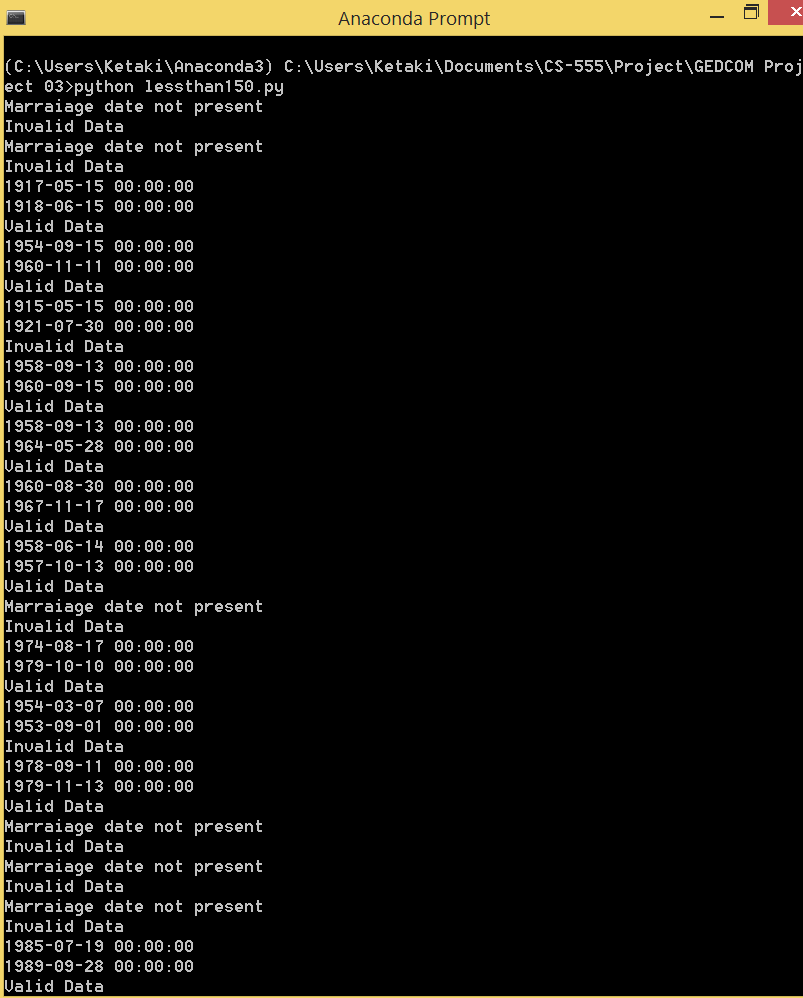 Anaconda Prompt
(C:\Users\Ketaki\Anaconda3) C:\Users\Ketaki\Documents\CS-555\Project\GEDCOM Proj
ect 03>python lessthan150.py
Marraiage date not present
Invalid Data
Marraiage date not present
Invalid Data
1917-05-15 00:00:00
1918-06-15 00:00:00
Valid Data
1954-09-15 00:00:00
1960-11-11 00:00:00
Valid Data
1915-05-15 00:00:00
1921-07-30 00:00:00
Invalid Data
1958-09-13 00:00:00
1960-09-15 00:00:00
Valid Data
1958-09-13 00:00:00
1964-05-28 00:00:00
Valid Data
1960-08-30 00:00:00
1967-11-17 00:00:00
Valid Data
1958-06-14 00:00:00
1957-10-13 00:00:00
Valid Data
Marraiage date not present
Invalid Data
1974-08-17 00:00:00
1979-10-10 00:00:00
Valid Data
1954-03-07 00:00:00
1953-09-01 00:00:00
Invalid Data
1978-09-11 00:00:00
1979-11-13 00:00:00
Valid Data
Marraiage date not present
Invalid Data
Marraiage date not present
Invalid Data
Marraiage date not present
Invalid Data
1985-07-19 00:00:00
1989-09-28 00:00:00
Valid Data